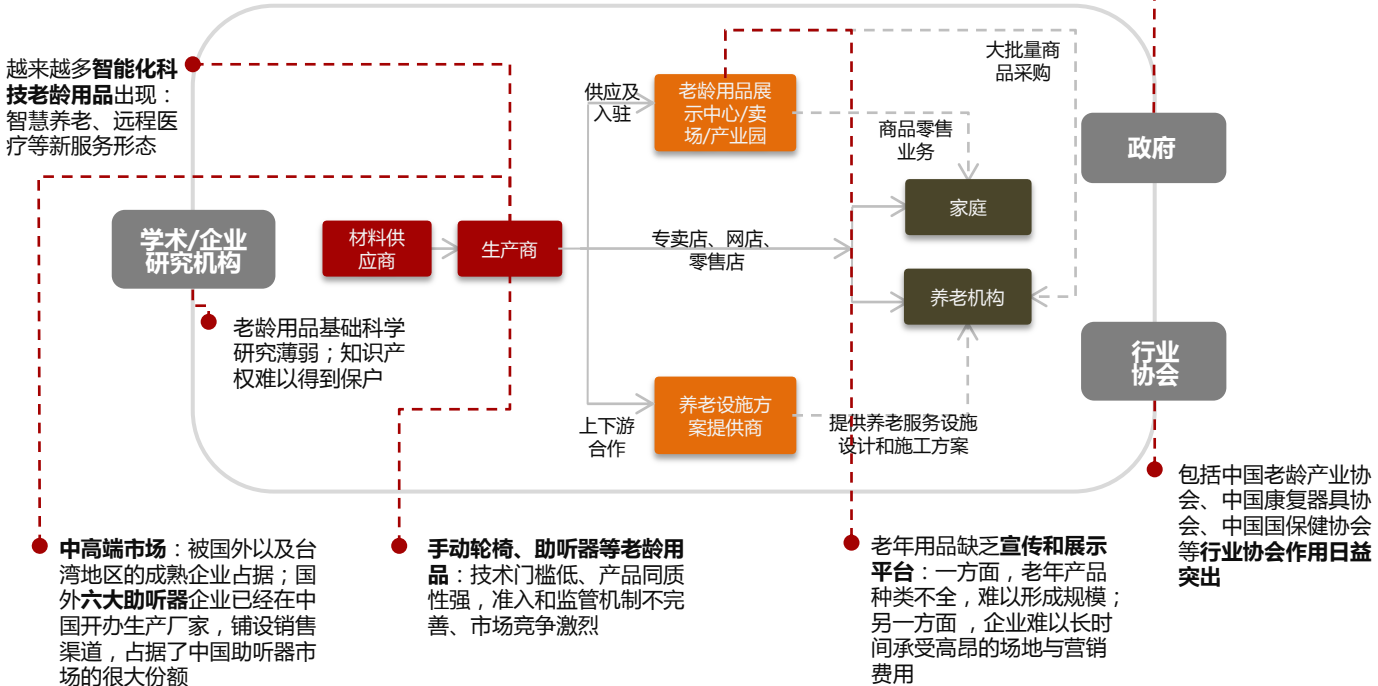 越来越多智能化科
技老龄用品出现：
智慧养老、远程医
疗等新服务形态
供应及
入驻
老龄用品展
示中心/卖
场/产业园
大批量商
品采购
商品零售
业务
政府
学术/企业
研究机构
材料供
应商
生产商
专卖店、网店、
零售店
家庭
养老机构
老龄用品基础科学
研究薄弱；知识产
权难以得到保户
行业
协会
上下游
合作
养老设施方
案提供商
提供养老服务设施
设计和施工方案
中高端市场：被国外以及台
湾地区的成熟企业占据；国
外六大助听器企业已经在中
国开办生产厂家，铺设销售
渠道，占据了中国助听器市
场的很大份额
手动轮椅、助听器等老龄用
品：技术门槛低、产品同质
性强，准入和监管机制不完
善、市场竞争激烈
老年用品缺乏宣传和展示
平台：一方面，老年产品
种类不全，难以形成规模；
另一方面 ，企业难以长时
间承受高昂的场地与营销
费用
包括中国老龄产业协
会、中国康复器具协
会、中国国保健协会
等行业协会作用日益
突出